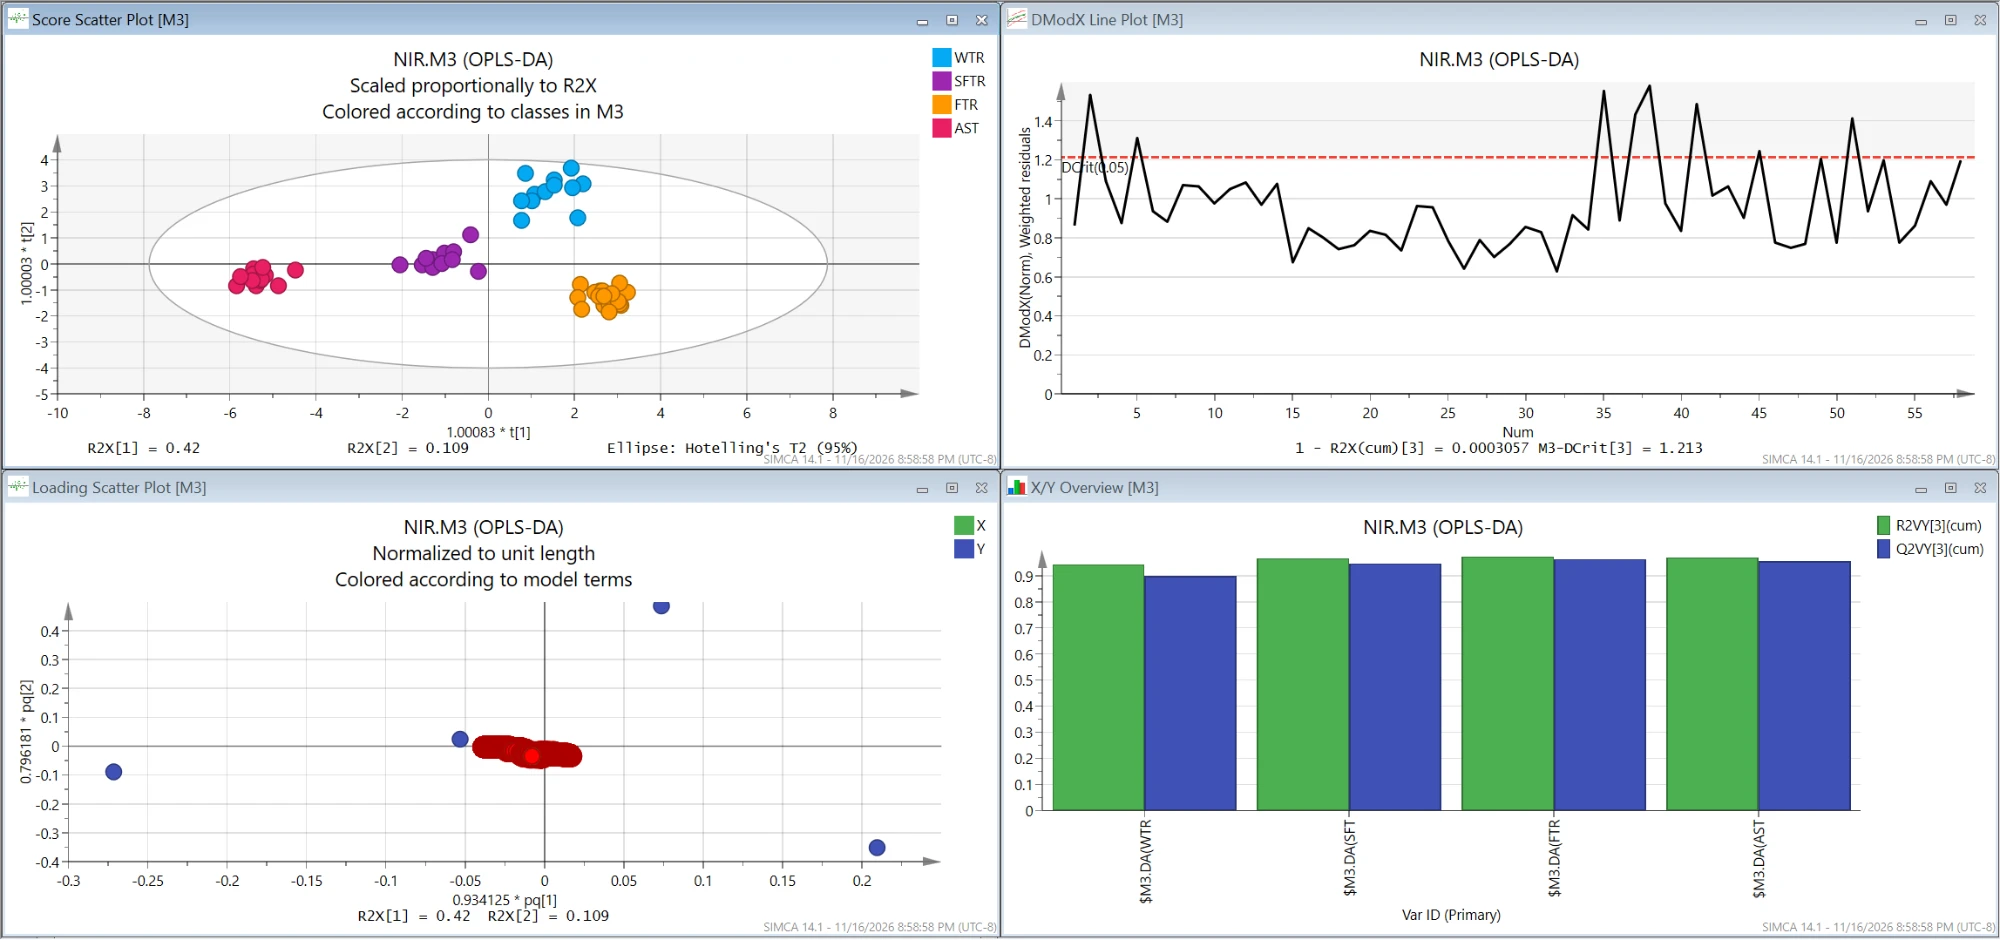 Score Scatter Plot [M3]
NIR.M3 (OPLS-DA)
Scaled proportionally to R2X
Colored according to classes in M3
WTR
SFTR
FTR
AST
4
3
2
1
0
-1
-2
-3
-4
-5
1.00003 * t[2]
-10 -8 -6 -4 -2 0 2 4 6 8
1.00083 * t[1]
R2X[1] = 0.42 R2X[2] = 0.109 Ellipse: Hotelling's T2 (95%)
SIMCA 14.1 - 11/16/2026 8:58:58 PM (UTC-8)
DModX Line Plot [M3]
NIR.M3 (OPLS-DA)
1.4
1.2
1
0.8
0.6
0.4
0.2
0
DCrit(0.05)
DModX(Norm), Weighted residuals
5 10 15 20 25 30 35 40 45 50 55
Num
1 - R2X(cum)[3] = 0.0003057 M3-DCrit[3] = 1.213
SIMCA 14.1 - 11/16/2026 8:58:58 PM (UTC-8)
Loading Scatter Plot [M3]
NIR.M3 (OPLS-DA)
Normalized to unit length
Colored according to model terms
X
Y
0.4
0.3
0.2
0.1
0
-0.1
-0.2
-0.3
-0.4
0.796181 * pq[2]
-0.3 -0.25 -0.2 -0.15 -0.1 -0.05 0 0.05 0.1 0.15 0.2
0.934125 * pq[1]
R2X[1] = 0.42 R2X[2] = 0.109
SIMCA 14.1 - 11/16/2026 8:58:58 PM (UTC-8)
X/Y Overview [M3]
NIR.M3 (OPLS-DA)
R2VY[3](cum)
Q2VY[3](cum)
0.9
0.8
0.7
0.6
0.5
0.4
0.3
0.2
0.1
0
$M3.DA(WTR
$M3.DA(SFT
$M3.DA(FTR
$M3.DA(AST
Var ID (Primary)
SIMCA 14.1 - 11/16/2026 8:58:58 PM (UTC-8)